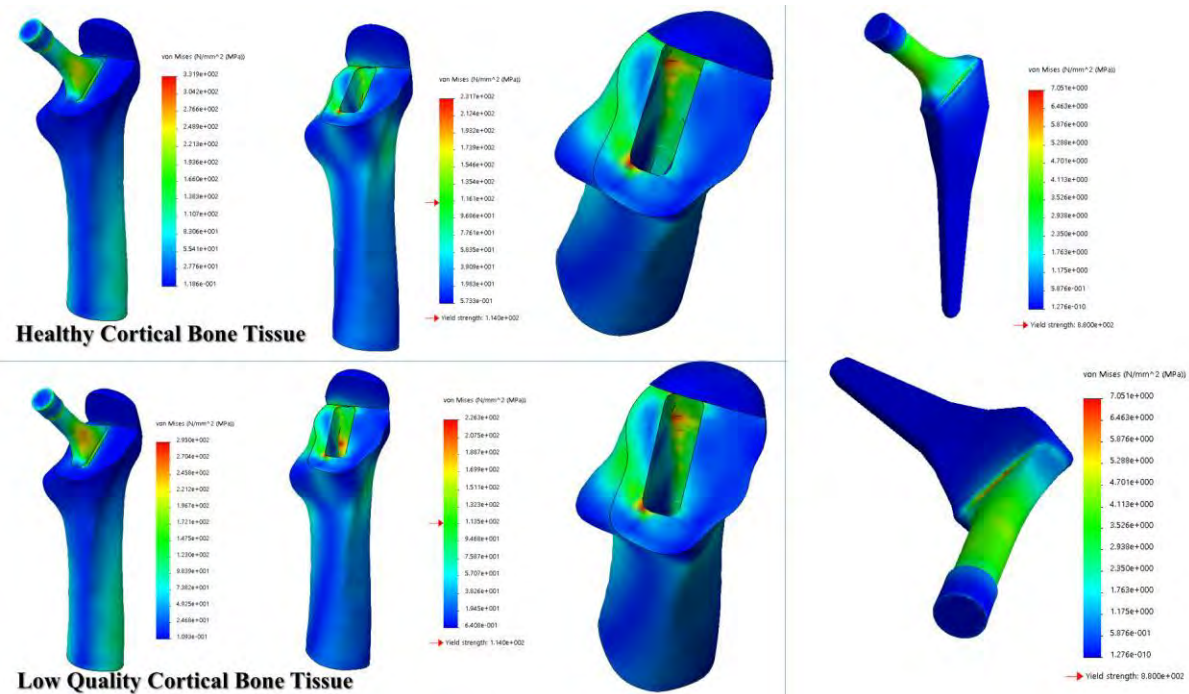 von Mises (N/mm^2 (MPa))
3.319e+002
3.042e+002
2.766e+002
2.489e+002
2.213e+002
1.936e+002
1.660e+002
1.383e+002
1.107e+002
8.306e+001
5.541e+001
2.776e+001
1.186e-001
von Mises (N/mm^2 (MPa))
2.317e+002
2.124e+002
1.932e+002
1.739e+002
1.546e+002
1.354e+002
1.161e+002
9.686e+001
7.761e+001
5.835e+001
3.908e+001
1.983e+001
5.733e-001
Yield strength: 1.140e+002
Healthy Cortical Bone Tissue
von Mises (N/mm^2 (MPa))
7.051e+000
6.463e+000
5.876e+000
5.288e+000
4.701e+000
4.113e+000
3.526e+000
2.938e+000
2.350e+000
1.763e+000
1.175e+000
5.876e-001
1.276e-010
Yield strength: 8.800e+002
von Mises (N/mm^2 (MPa))
2.950e+002
2.704e+002
2.458e+002
2.212e+002
1.967e+002
1.721e+002
1.475e+002
1.230e+002
9.839e+001
7.382e+001
4.925e+001
2.468e+001
1.093e-001
von Mises (N/mm^2 (MPa))
2.263e+002
2.075e+002
1.887e+002
1.699e+002
1.511e+002
1.323e+002
1.135e+002
9.468e+001
7.587e+001
5.707e+001
3.826e+001
1.945e+001
6.408e-001
Yield strength: 1.140e+002
Low Quality Cortical Bone Tissue
von Mises (N/mm^2 (MPa))
7.051e+000
6.463e+000
5.876e+000
5.288e+000
4.701e+000
4.113e+000
3.526e+000
2.938e+000
2.350e+000
1.763e+000
1.175e+000
5.876e-001
1.276e-010
Yield strength: 8.800e+002